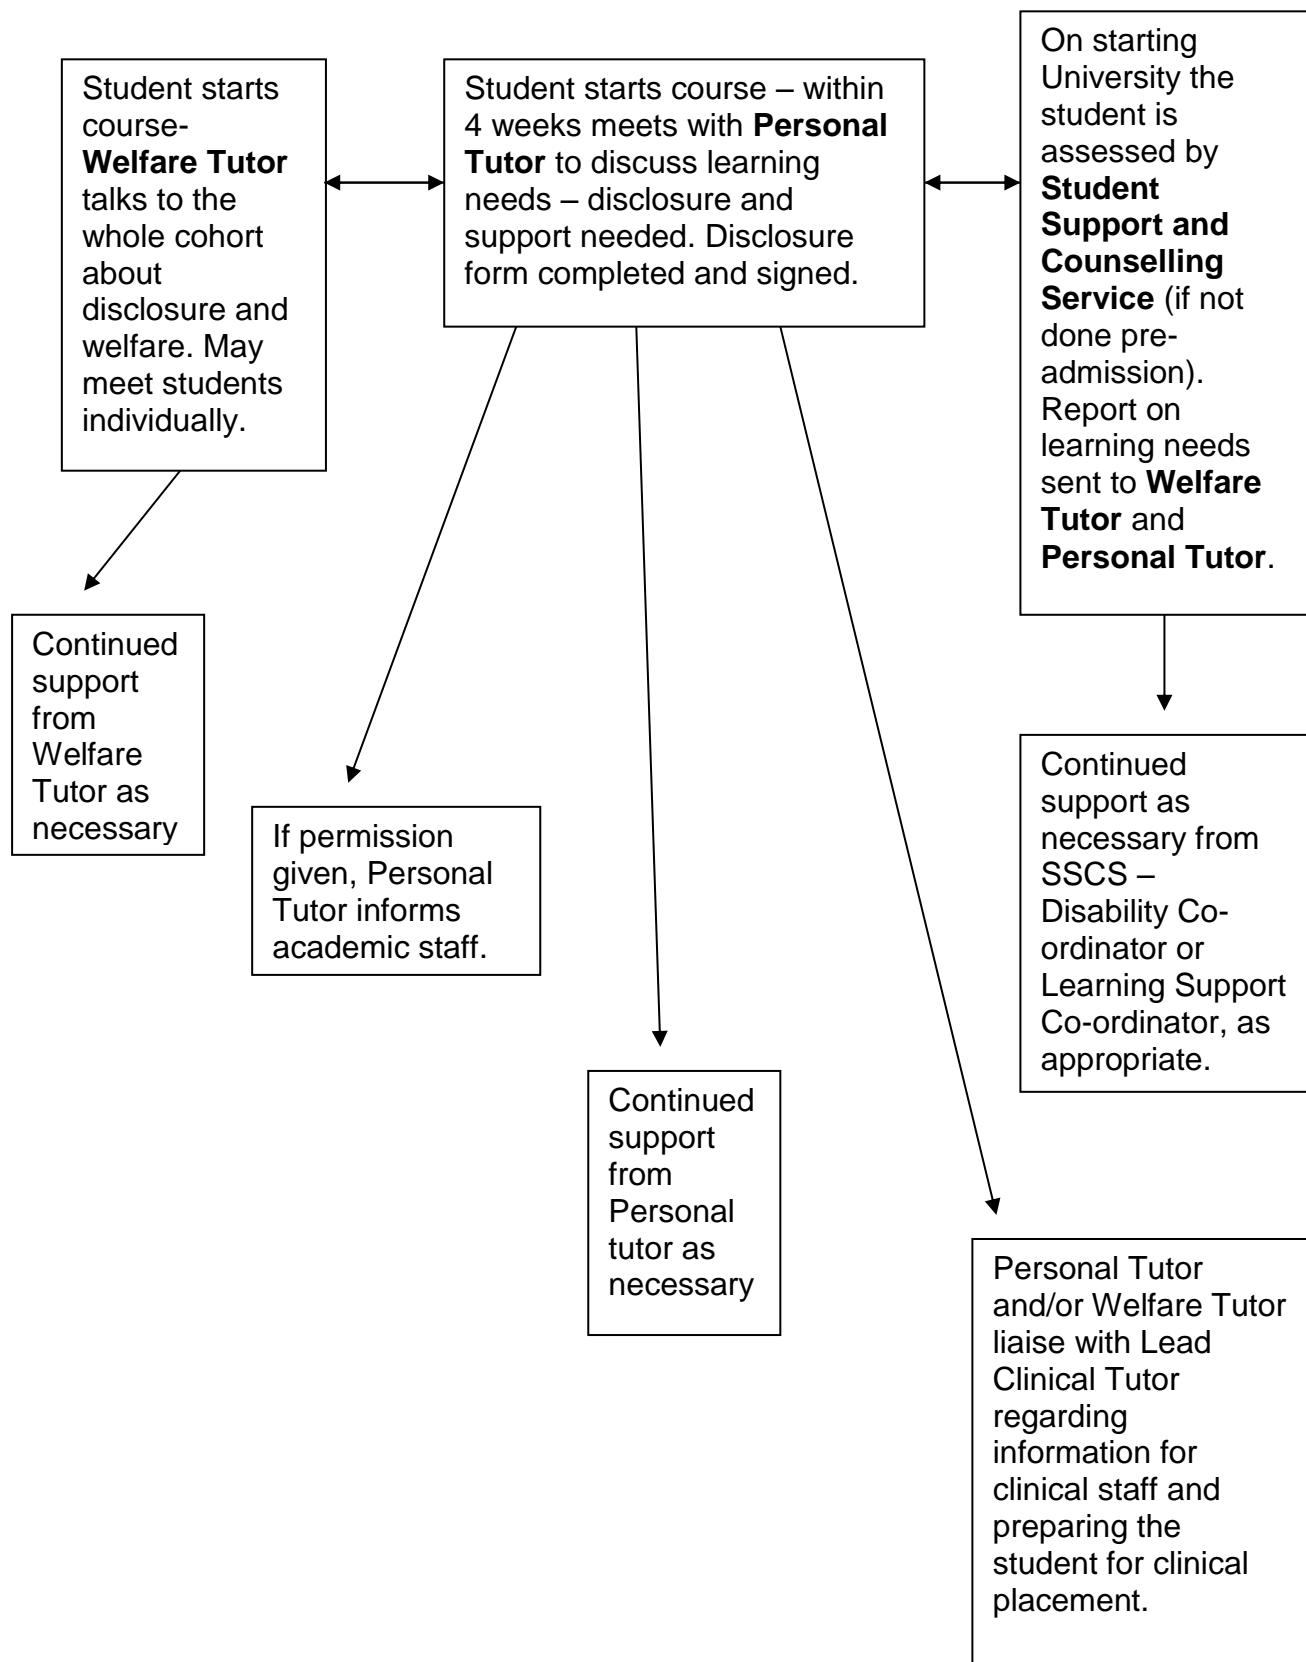 Student starts
course-
Welfare Tutor
talks to the
whole cohort
about
disclosure and
welfare. May
meet students
individually.
Student starts course – within
4 weeks meets with Personal
Tutor to discuss learning
needs – disclosure and
support needed. Disclosure
form completed and signed.
On starting
University the
student is
assessed by
Student
Support and
Counselling
Service (if not
done pre-
admission).
Report on
learning needs
sent to Welfare
Tutor and
Personal Tutor.
Continued
support
from
Welfare
Tutor as
necessary
If permission
given, Personal
Tutor informs
academic staff.
Continued
support
from
Personal
tutor as
necessary
Continued
support as
necessary from
SSCS –
Disability Co-
ordinator or
Learning Support
Co-ordinator, as
appropriate.
Personal Tutor
and/or Welfare Tutor
liaise with Lead
Clinical Tutor
regarding
information for
clinical staff and
preparing the
student for clinical
placement.